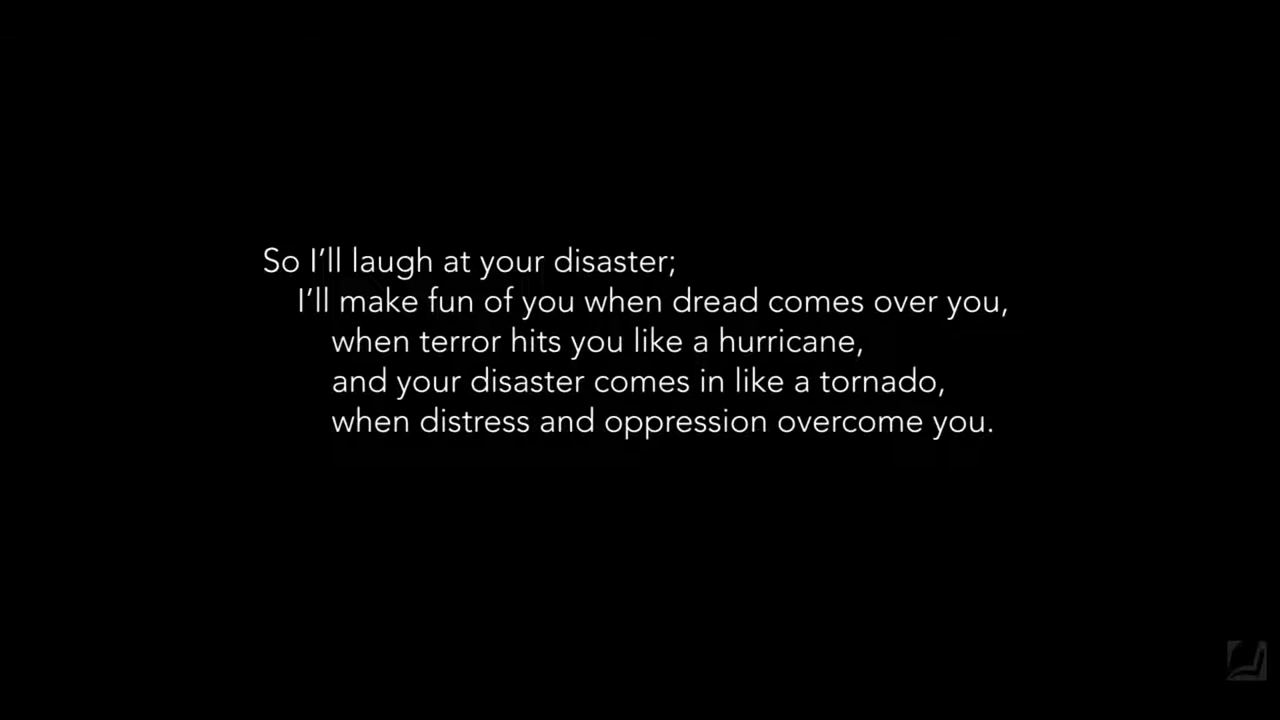 So I’ll laugh at your disaster;
I’ll make fun of you when dread comes over you,
when terror hits you like a hurricane,
and your disaster comes in like a tornado,
when distress and oppression overcome you.